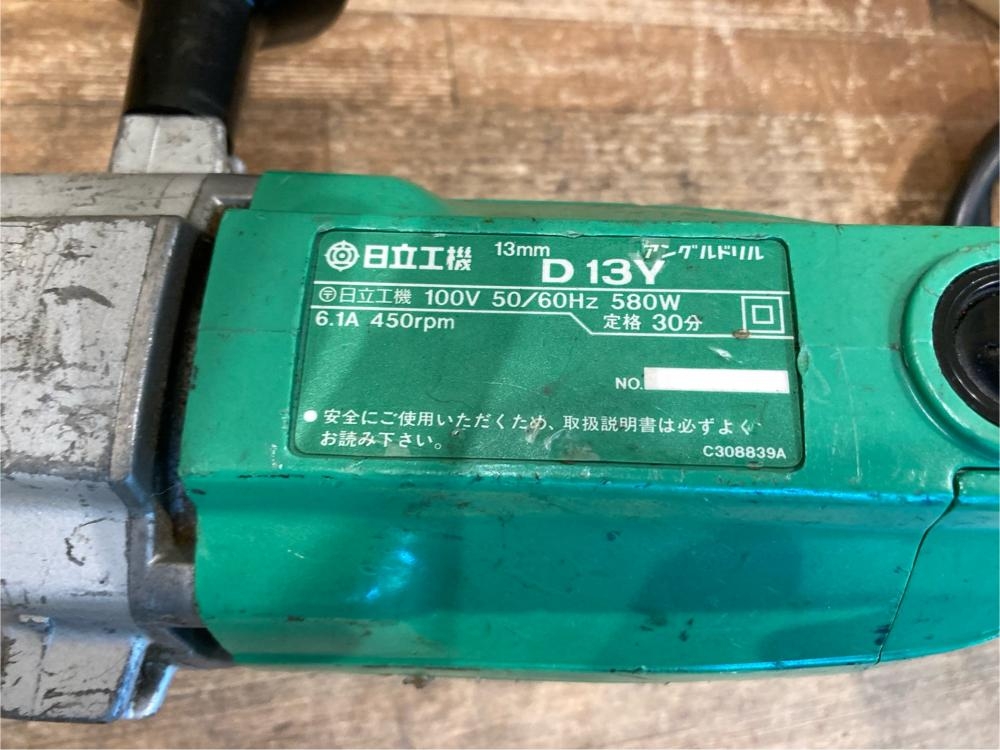 日立工機 13mm アングルドリル
D 13Y
〒日立工機 100V 50/60Hz 580W
6.1A 450rpm 定格 30分
NO.
●安全にご使用いただくため、取扱説明書は必ずよく
お読み下さい。
C308839A